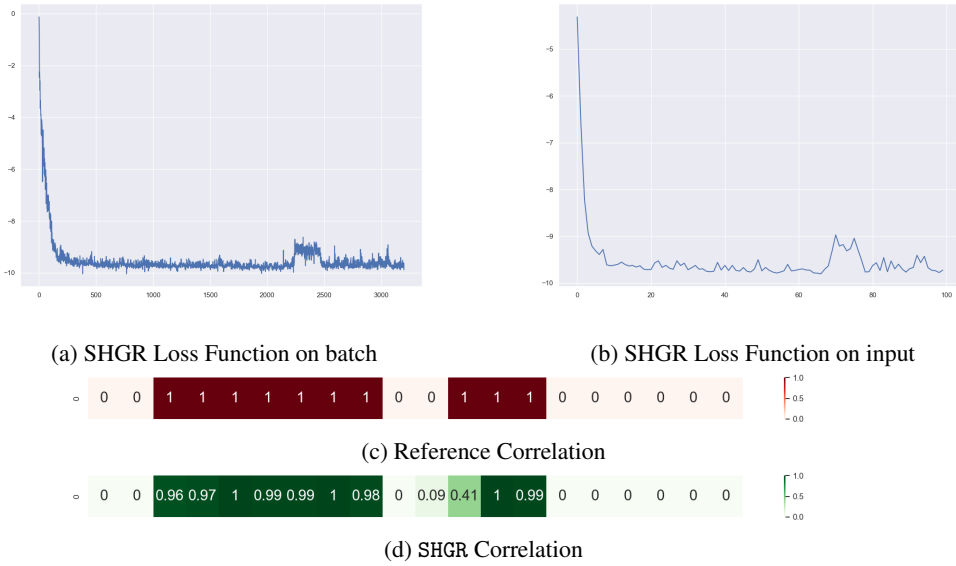 0
−2
−4
−6
−8
−10
0 500 1000 1500 2000 2500 3000
−5
−6
−7
−8
−9
−10
0 20 40 60 80 100
(a) SHGR Loss Function on batch
(b) SHGR Loss Function on input
0 0 0 1 1 1 1 1 1 1 0 0 1 1 1 0 0 0 0 0 0
1.0
0.5
0.0
(c) Reference Correlation
0 0 0 0.96 0.97 1 0.99 0.99 1 0.98 0 0.09 0.41 1 0.99 0 0 0 0 0 0
1.0
0.5
0.0
(d) SHGR Correlation